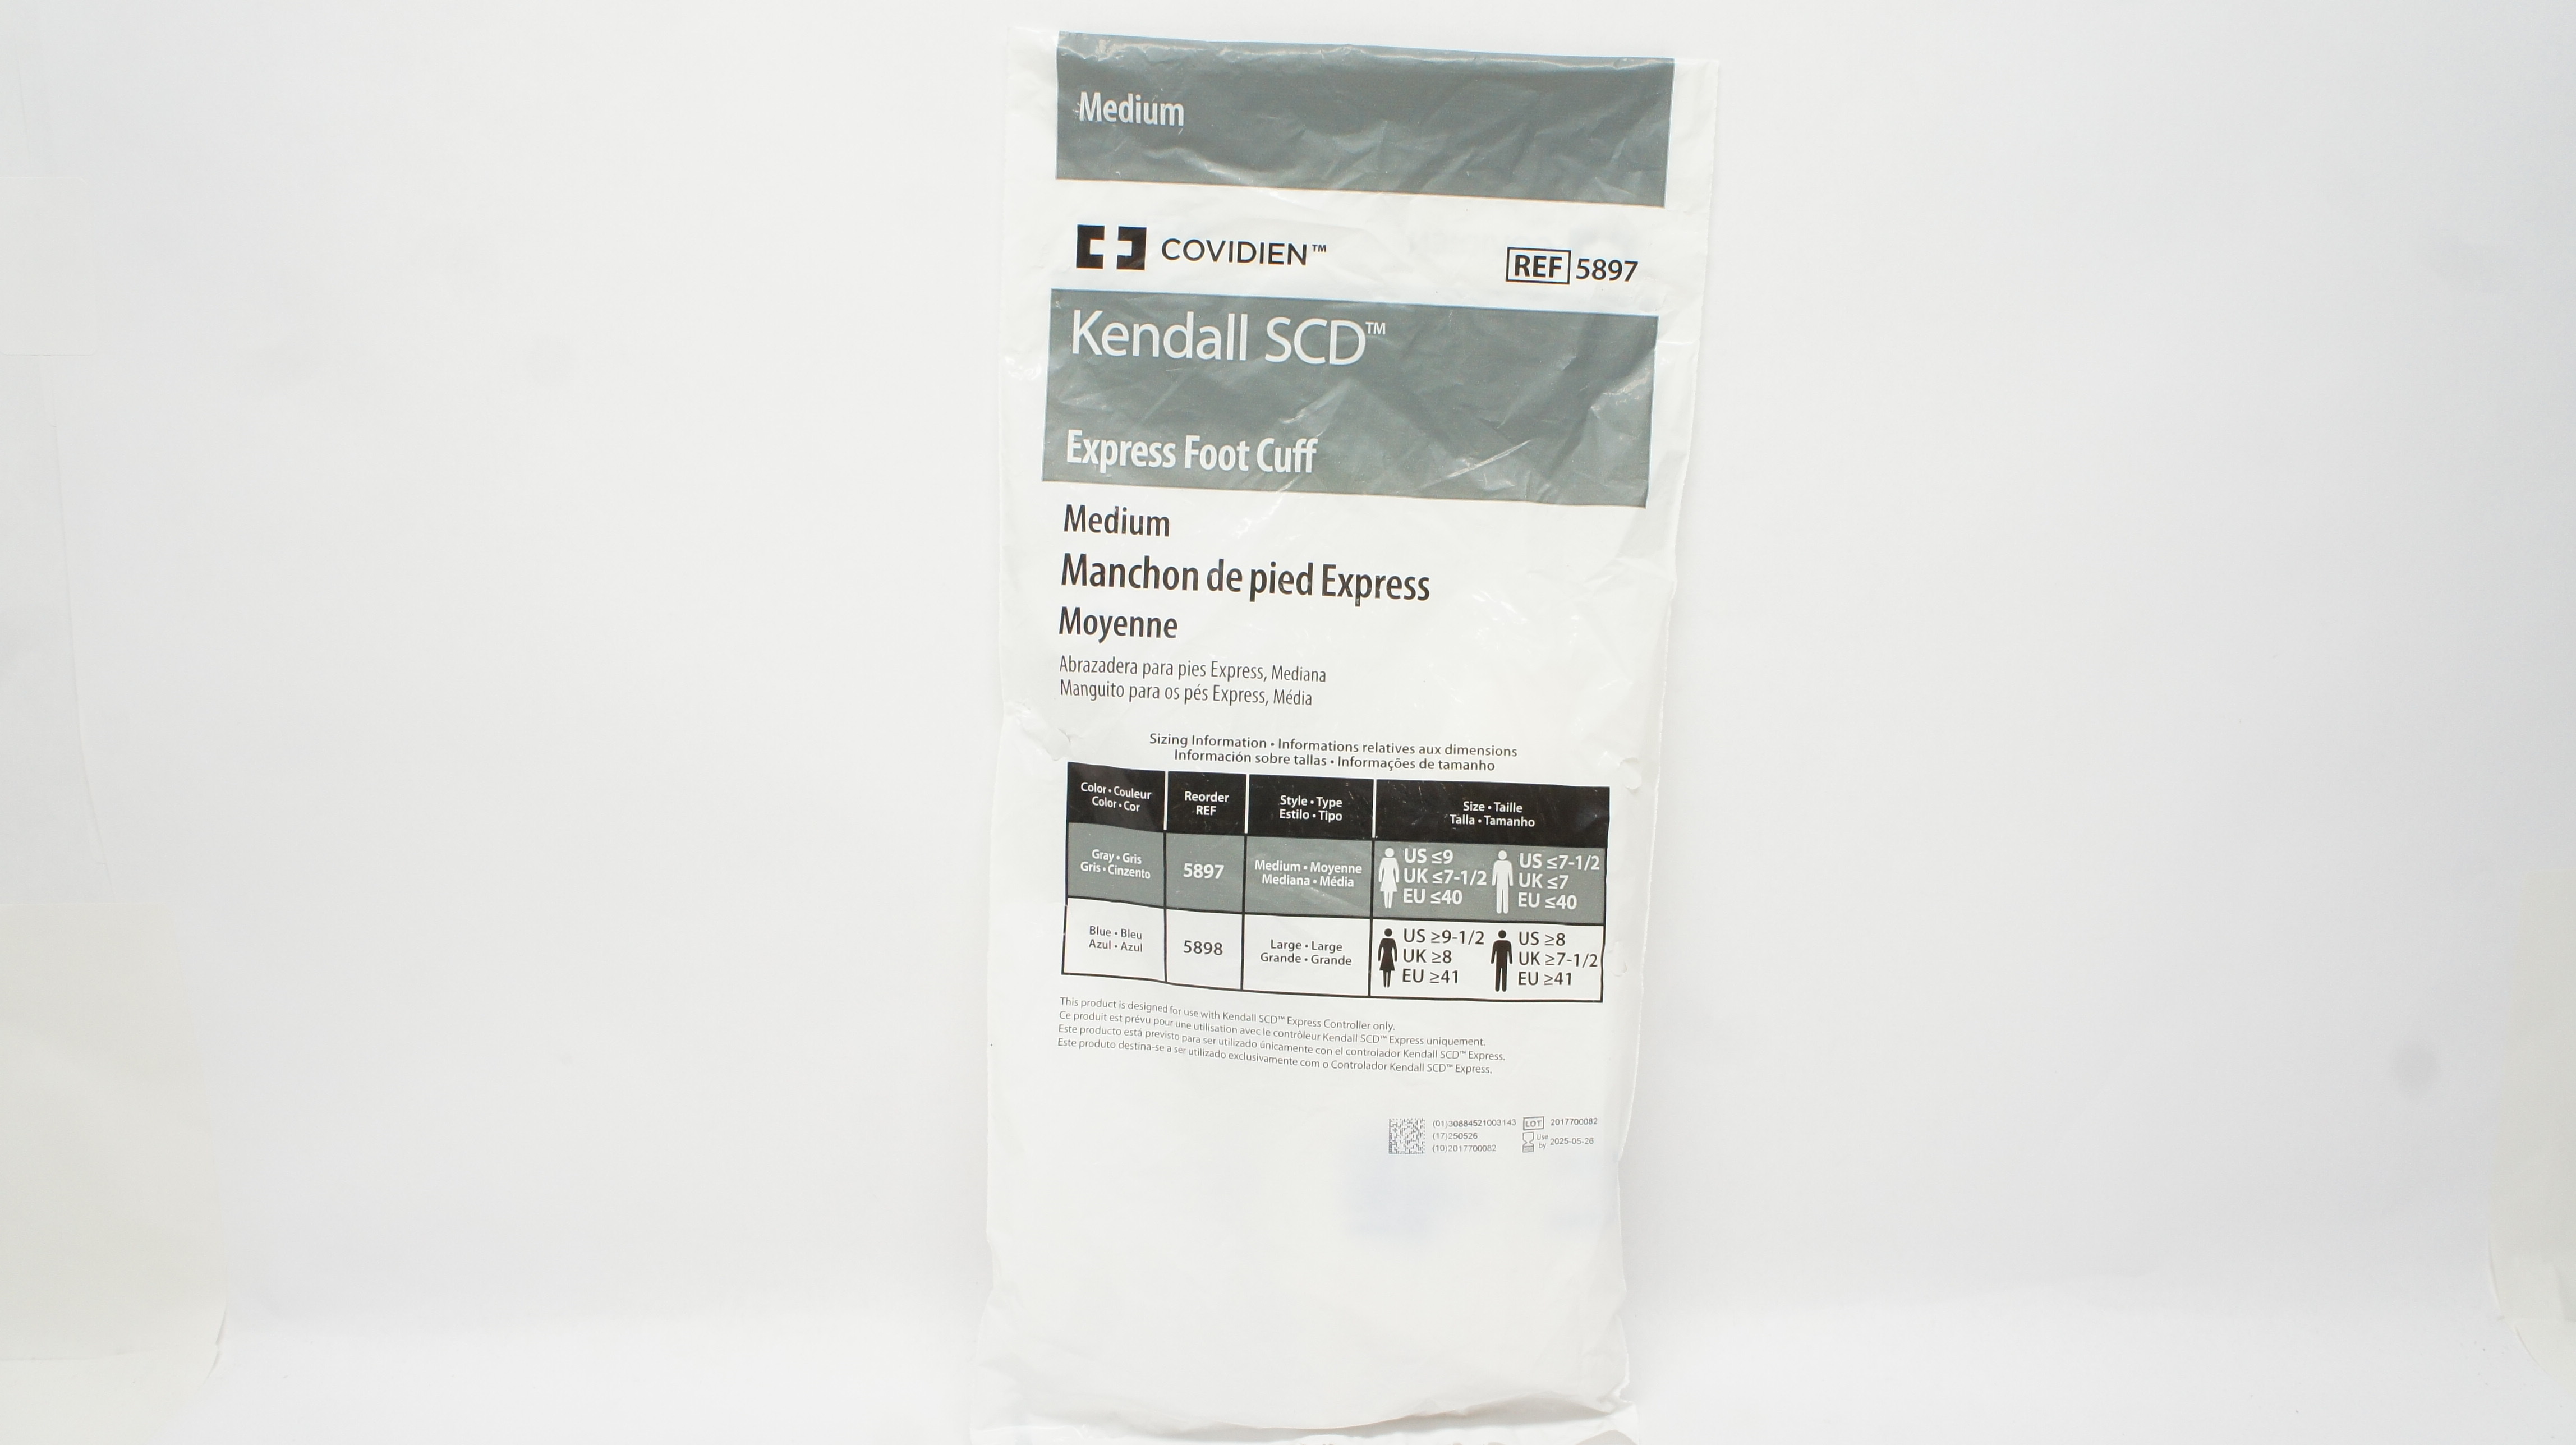 Medium
COVIDIEN™
REF 5897
Kendall SCD™
Express Foot Cuff
Medium
Manchon de pied Express
Moyenne
Abrazadera para pies Express, Mediana
Manguito para os pés Express, Média
Sizing Information • Informations relatives aux dimensions
Información sobre tallas • Informações de tamanho
Color • Couleur
Color • Cor
Reorder
REF
Style • Type
Estilo • Tipo
Size • Taille
Talla • Tamanho
Gray • Gris
Gris • Cinzento
5897
Medium • Moyenne
Mediana • Média
US ≤9
UK ≤7-1/2
EU ≤40
US ≤7-1/2
UK ≤7
EU ≤40
Blue • Bleu
Azul • Azul
5898
Large • Large
Grande • Grande
US ≥9-1/2
UK ≥8
EU ≥41
US ≥8
UK ≥7-1/2
EU ≥41
This product is designed for use with Kendall SCD™ Express Controller only.
Ce produit est prévu pour une utilisation avec le contrôleur Kendall SCD™ Express uniquement.
Este producto está previsto para ser utilizado únicamente con el controlador Kendall SCD™ Express.
Este produto destina-se a ser utilizado exclusivamente com o Controlador Kendall SCD™ Express.
(01)30884521003143
(17)250526
(10)2017700082
LOT 2017700082
Use by 2025-05-26